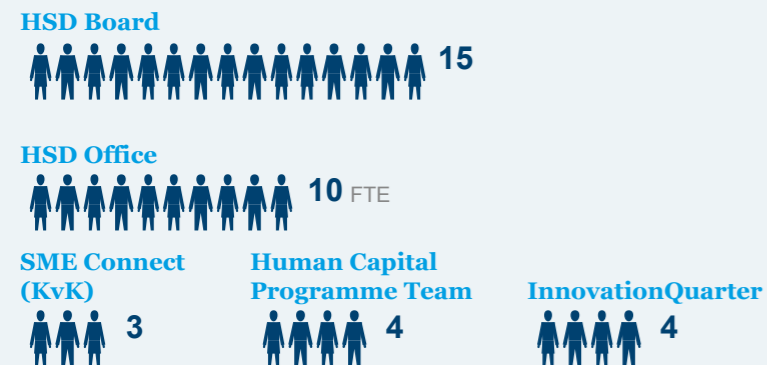 HSD Board
15
HSD Office
10 FTE
SME Connect
(KvK)
3
Human Capital
Programme Team
4
InnovationQuarter
4